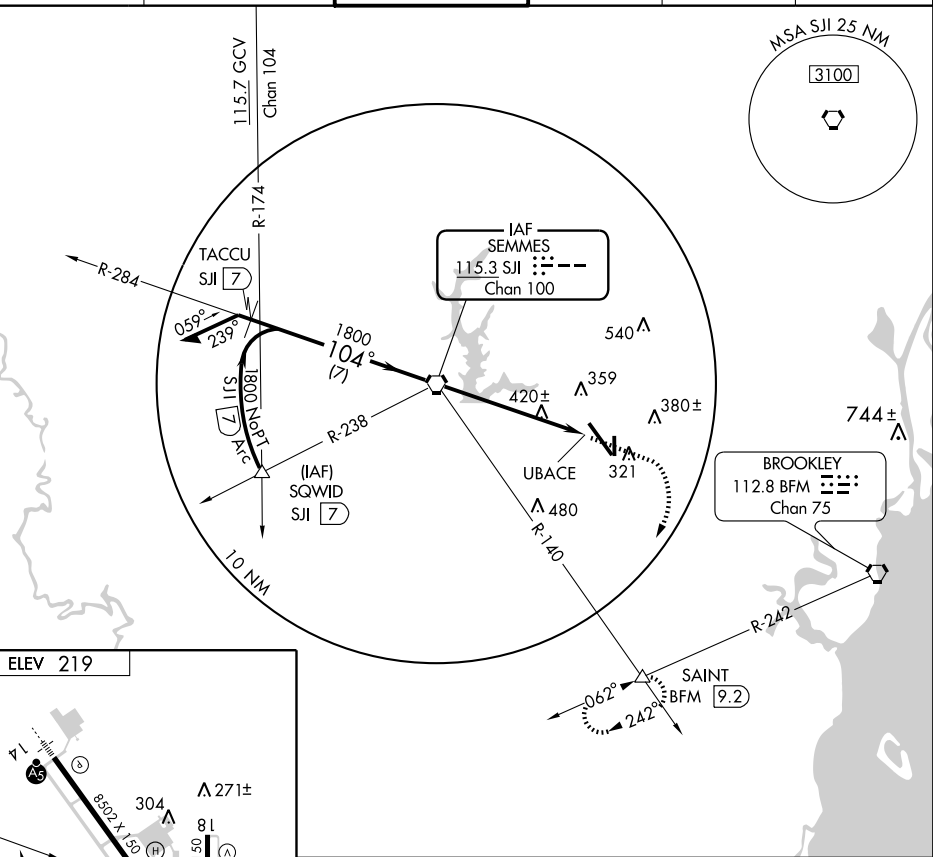 MSA SJI 25 NM
3100
115.7 GCV
Chan 104
R-174
IAF
SEMMES
115.3 SJI
Chan 100
TACCU
SJI 7
R-284
059°
239°
1800
104°
(7)
540
359
420±
380±
744±
1800 NoPT
SJI 7 Arc
R-238
UBACE
321
BROOKLEY
112.8 BFM
Chan 75
(IAF)
SQWID
SJI 7
480
R-140
10 NM
R-242
SAINT
BFM 9.2
062°
242°
ELEV 219
14
A5
P
8502 X 150
304
271±
18
50
H
V
C